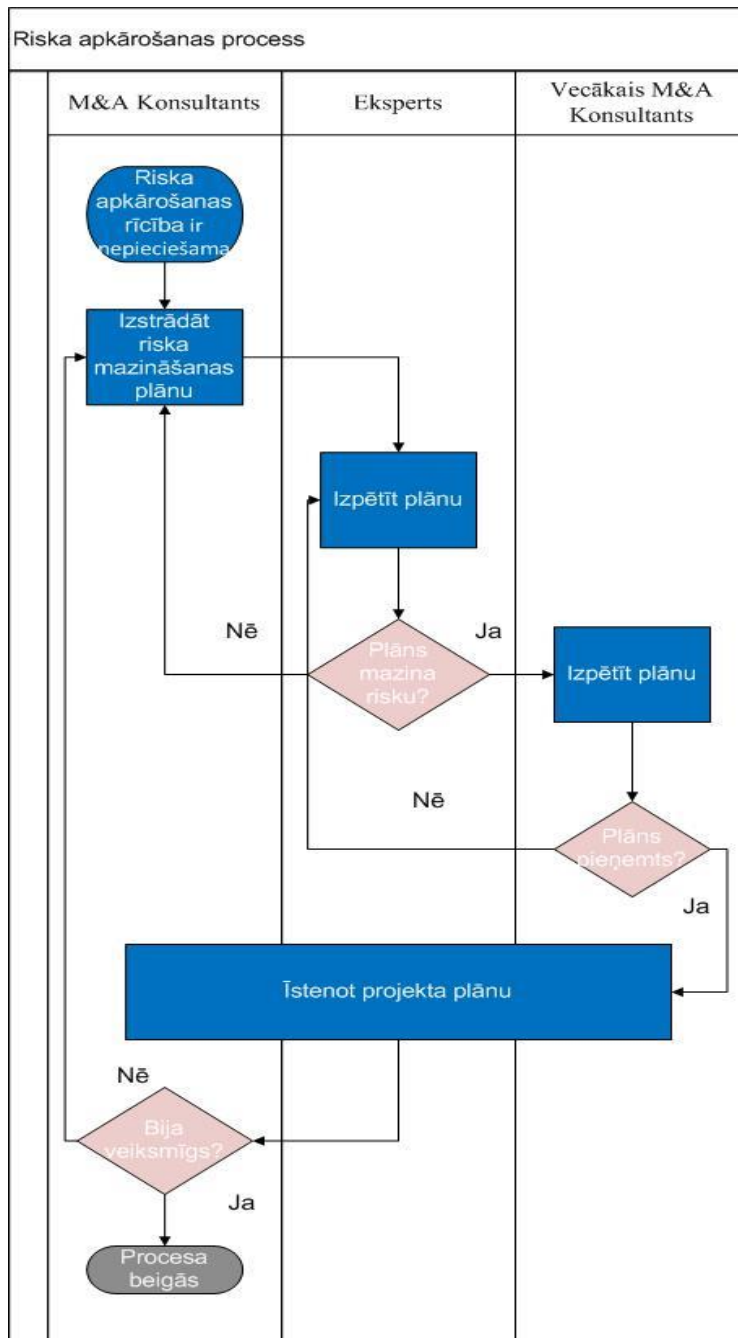 Riska apkārošanas process
M&A Konsultants
Eksperts
Vecākais M&A
Konsultants
Riska
apkārošanas
rīcība ir
nepieciešama
Izstrādāt
riska
mazināšanas
plānu
Izpētīt plānu
Nē
Plāns
mazina
risku?
Ja
Izpētīt plānu
Nē
Plāns
pieņemts?
Ja
Īstenot projekta plānu
Nē
Bija
veiksmīgs?
Ja
Procesa
beigās